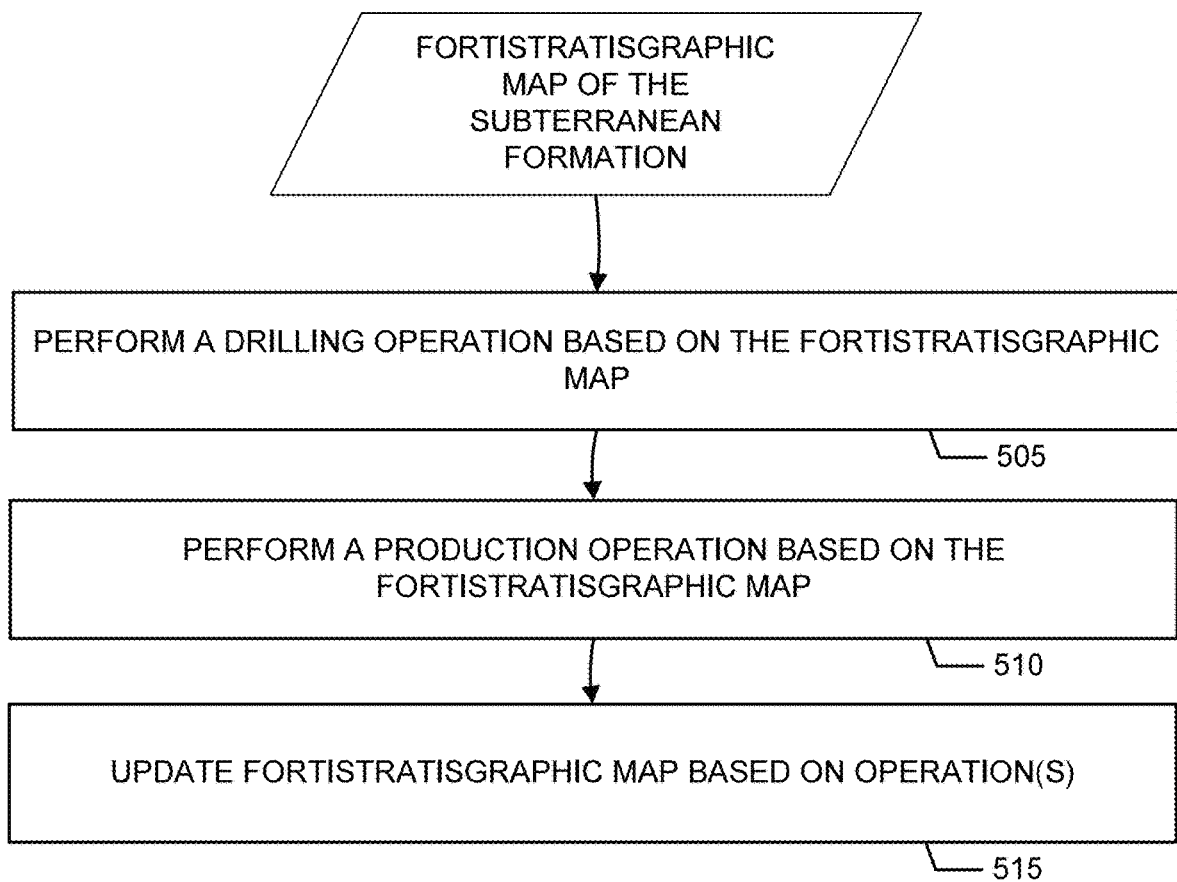 FORTISTRATISGRAPHIC
MAP OF THE
SUBTERRANEAN
FORMATION
PERFORM A DRILLING OPERATION BASED ON THE FORTISTRATISGRAPHIC
MAP
505
PERFORM A PRODUCTION OPERATION BASED ON THE
FORTISTRATISGRAPHIC MAP
510
UPDATE FORTISTRATISGRAPHIC MAP BASED ON OPERATION(S)
515